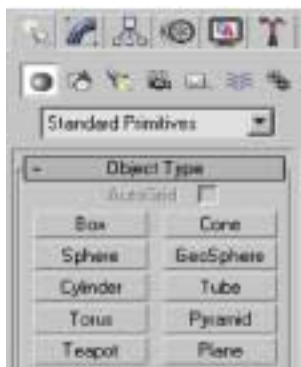 Standard Primitives
- Object Type
AutoGrid
Box Cone
Sphere GeoSphere
Cylinder Tube
Torus Pyramid
Teapot Plane